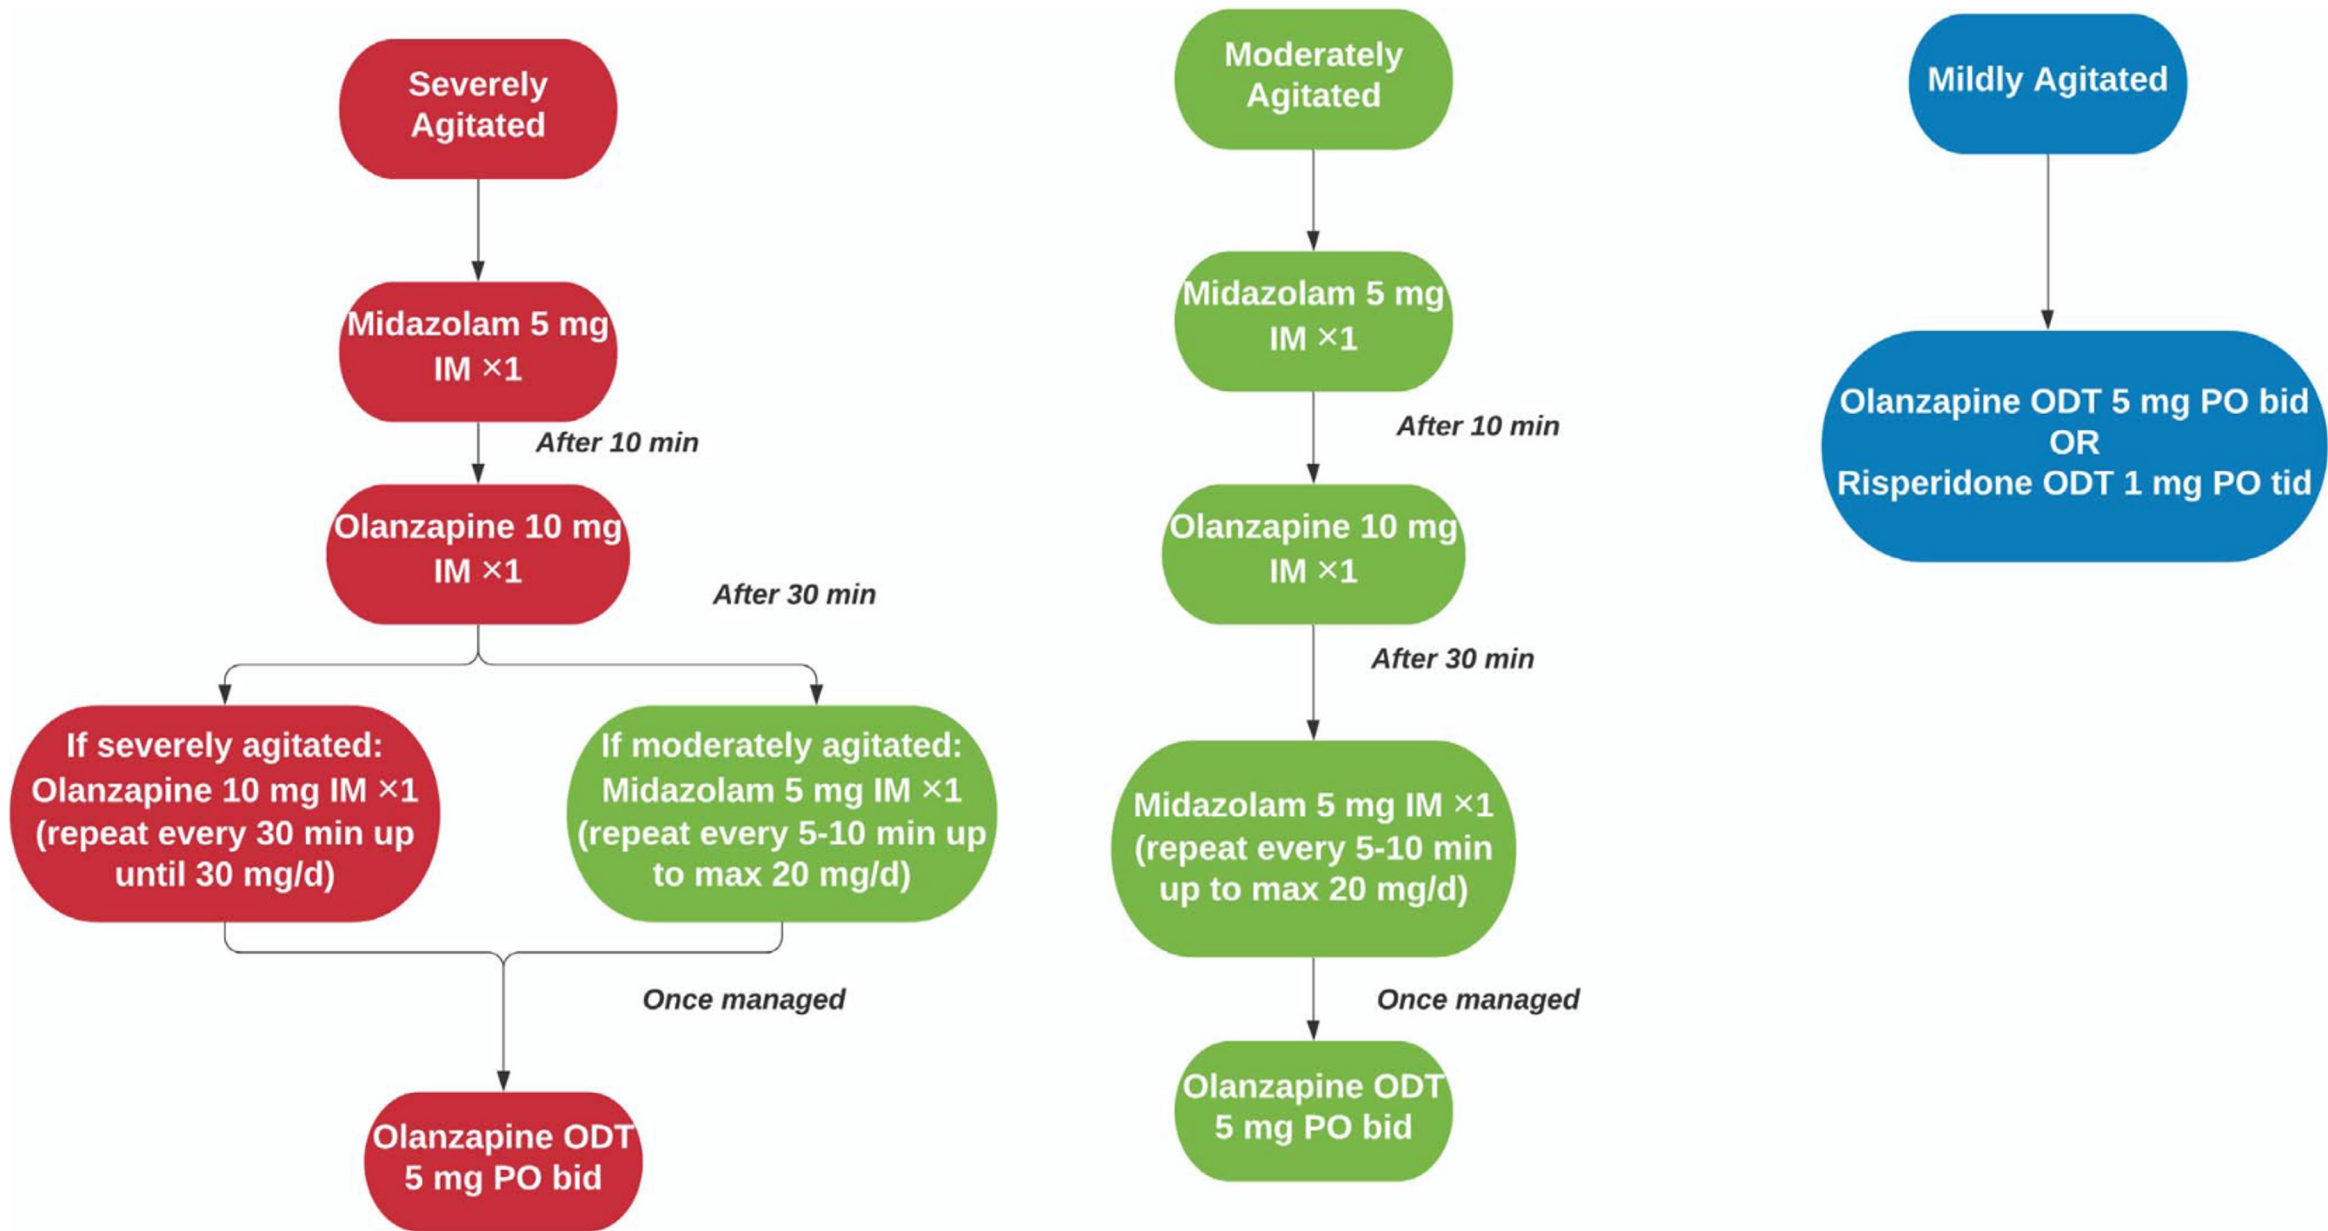 Severely
Agitated
Midazolam 5 mg
IM ×1
After 10 min
Olanzapine 10 mg
IM ×1
After 30 min
If severely agitated:
Olanzapine 10 mg IM ×1
(repeat every 30 min up
until 30 mg/d)
If moderately agitated:
Midazolam 5 mg IM ×1
(repeat every 5-10 min up
to max 20 mg/d)
Once managed
Olanzapine ODT
5 mg PO bid
Moderately
Agitated
Midazolam 5 mg
IM ×1
After 10 min
Olanzapine 10 mg
IM ×1
After 30 min
Midazolam 5 mg IM ×1
(repeat every 5-10 min
up to max 20 mg/d)
Once managed
Olanzapine ODT
5 mg PO bid
Mildly Agitated
Olanzapine ODT 5 mg PO bid
OR
Risperidone ODT 1 mg PO tid